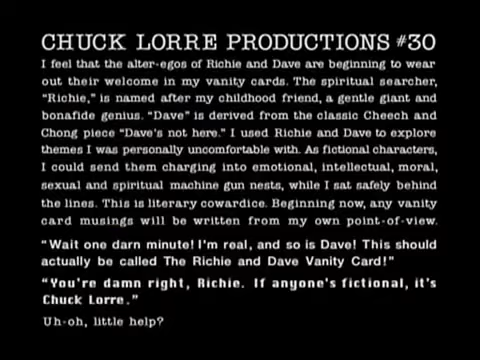 CHUCK LORRE PRODUCTIONS #30
I feel that the alter-egos of Richie and Dave are beginning to wear
out their welcome in my vanity cards. The spiritual searcher,
"Richie," is named after my childhood friend, a gentle giant and
bonafide genius. "Dave" is derived from the classic Cheech and
Chong piece "Dave's not here." I used Richie and Dave to explore
themes I was personally uncomfortable with. As fictional characters,
I could send them charging into emotional, intellectual, moral,
sexual and spiritual machine gun nests, while I sat safely behind
the lines. This is literary cowardice. Beginning now, any vanity
card musings will be written from my own point-of-view.
"Wait one darn minute! I'm real, and so is Dave! This should
actually be called The Richie and Dave Vanity Card!"
"You're damn right, Richie. If anyone's fictional, it's
Chuck Lorre."
Uh-oh, little help?